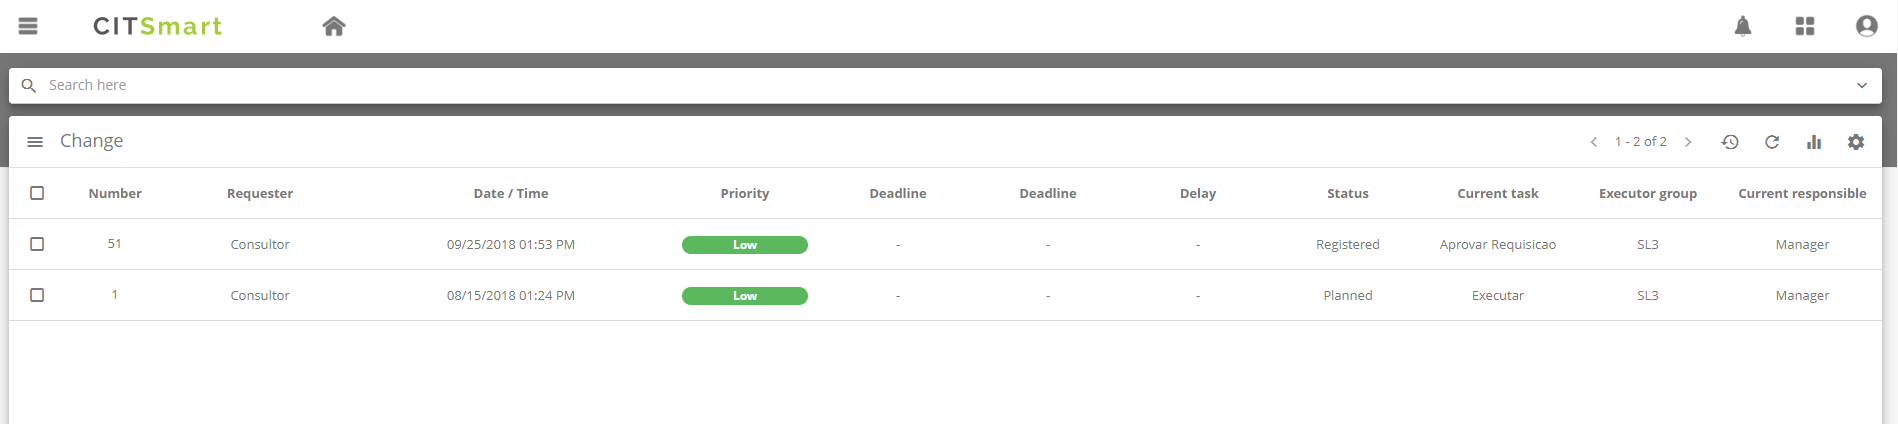 CITSmart
Search here
Change 1 - 2 of 2
Number Requester Date / Time Priority Deadline Deadline Delay Status Current task Executor group Current responsible
51 Consultor 09/25/2018 01:53 PM Low - - - Registered Aprovar Requisicao SL3 Manager
1 Consultor 08/15/2018 01:24 PM Low - - - Planned Executar SL3 Manager